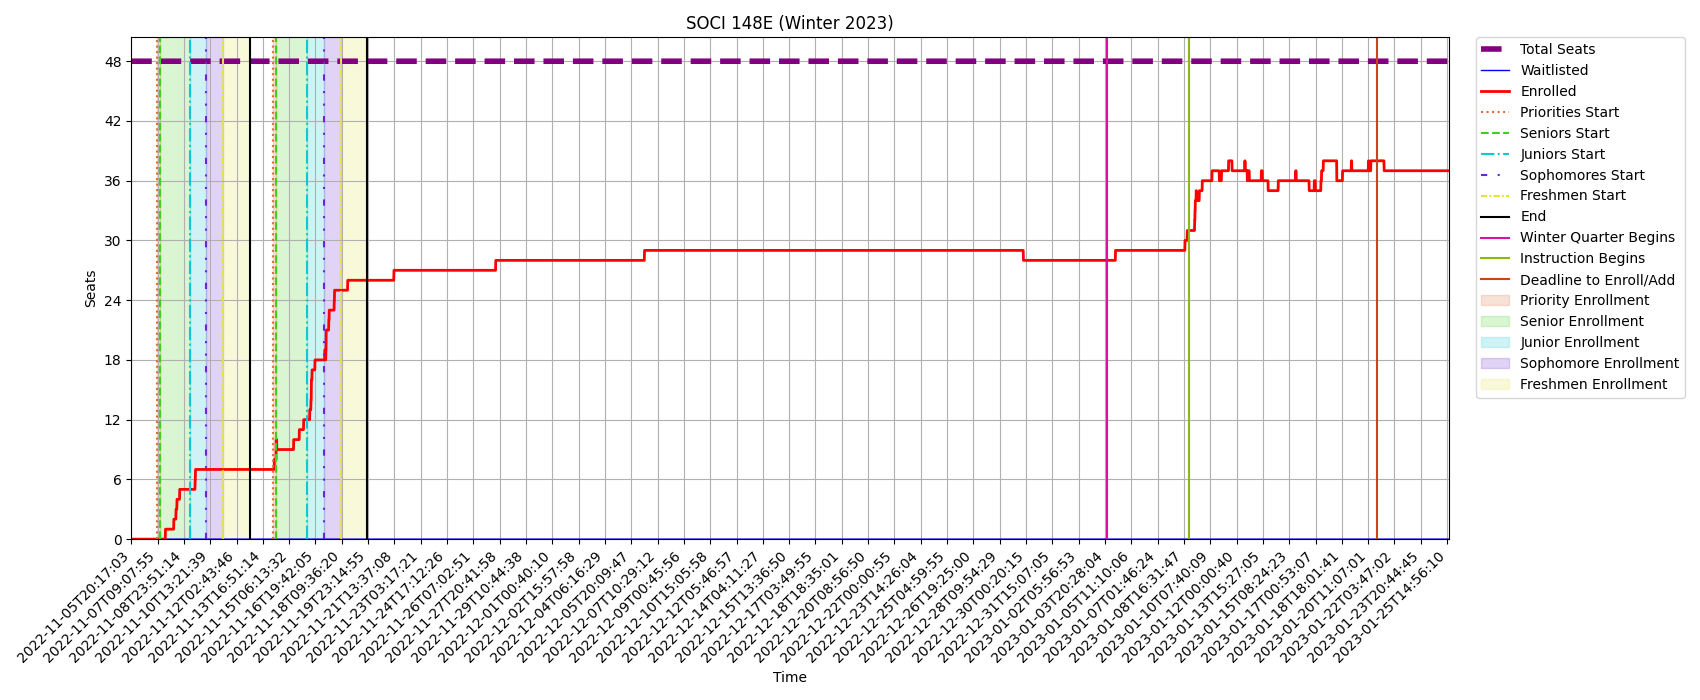 SOCI 148E (Winter 2023)
Total Seats
Waitlisted
Enrolled
Priorities Start
Seniors Start
Juniors Start
Sophomores Start
Freshmen Start
End
Winter Quarter Begins
Instruction Begins
Deadline to Enroll/Add
Priority Enrollment
Senior Enrollment
Junior Enrollment
Sophomore Enrollment
Freshmen Enrollment
Seats
48
42
36
30
24
18
12
6
0
2022-11-05T20:17:03
2022-11-07T09:07:55
2022-11-08T23:51:14
2022-11-10T13:21:39
2022-11-12T02:43:46
2022-11-13T16:51:14
2022-11-15T06:13:32
2022-11-16T19:42:05
2022-11-18T09:36:20
2022-11-19T23:14:55
2022-11-21T13:37:08
2022-11-23T03:17:21
2022-11-24T17:12:26
2022-11-26T07:02:51
2022-11-27T20:41:58
2022-11-29T10:44:38
2022-12-01T00:40:10
2022-12-02T15:57:58
2022-12-04T06:16:29
2022-12-05T20:09:47
2022-12-07T10:29:12
2022-12-09T00:45:56
2022-12-10T15:05:58
2022-12-12T05:46:57
2022-12-14T04:11:27
2022-12-15T13:36:50
2022-12-17T03:49:55
2022-12-18T18:35:01
2022-12-20T08:56:50
2022-12-22T00:00:55
2022-12-23T14:26:04
2022-12-25T04:59:55
2022-12-26T19:25:00
2022-12-28T09:54:29
2022-12-30T00:20:15
2022-12-31T15:07:05
2023-01-02T05:56:53
2023-01-03T20:28:04
2023-01-05T11:10:06
2023-01-07T01:46:24
2023-01-08T16:31:47
2023-01-10T07:40:09
2023-01-12T00:00:40
2023-01-13T15:27:05
2023-01-15T08:24:23
2023-01-17T00:53:07
2023-01-18T18:01:41
2023-01-20T11:07:01
2023-01-22T03:47:02
2023-01-23T20:44:45
2023-01-25T14:56:10
Time